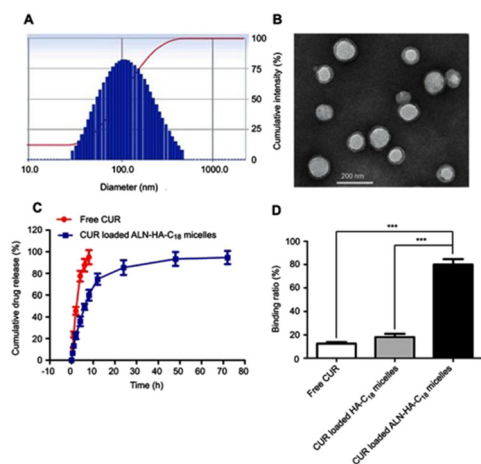 A
B
100
75
50
25
0
10.0
100.0
1000.0
Diameter (nm)
Cumulative intensity (%)
200 nm
C
Free CUR
CUR loaded ALN-HA-C18 micelles
120
100
80
60
40
20
0
-10 0 10 20 30 40 50 60 70 80
Cumulative drug release (%)
Time (h)
D
***
***
100
80
60
40
20
0
Binding ratio (%)
Free CUR
CUR loaded HA-C18 micelles
CUR loaded ALN-HA-C18 micelles